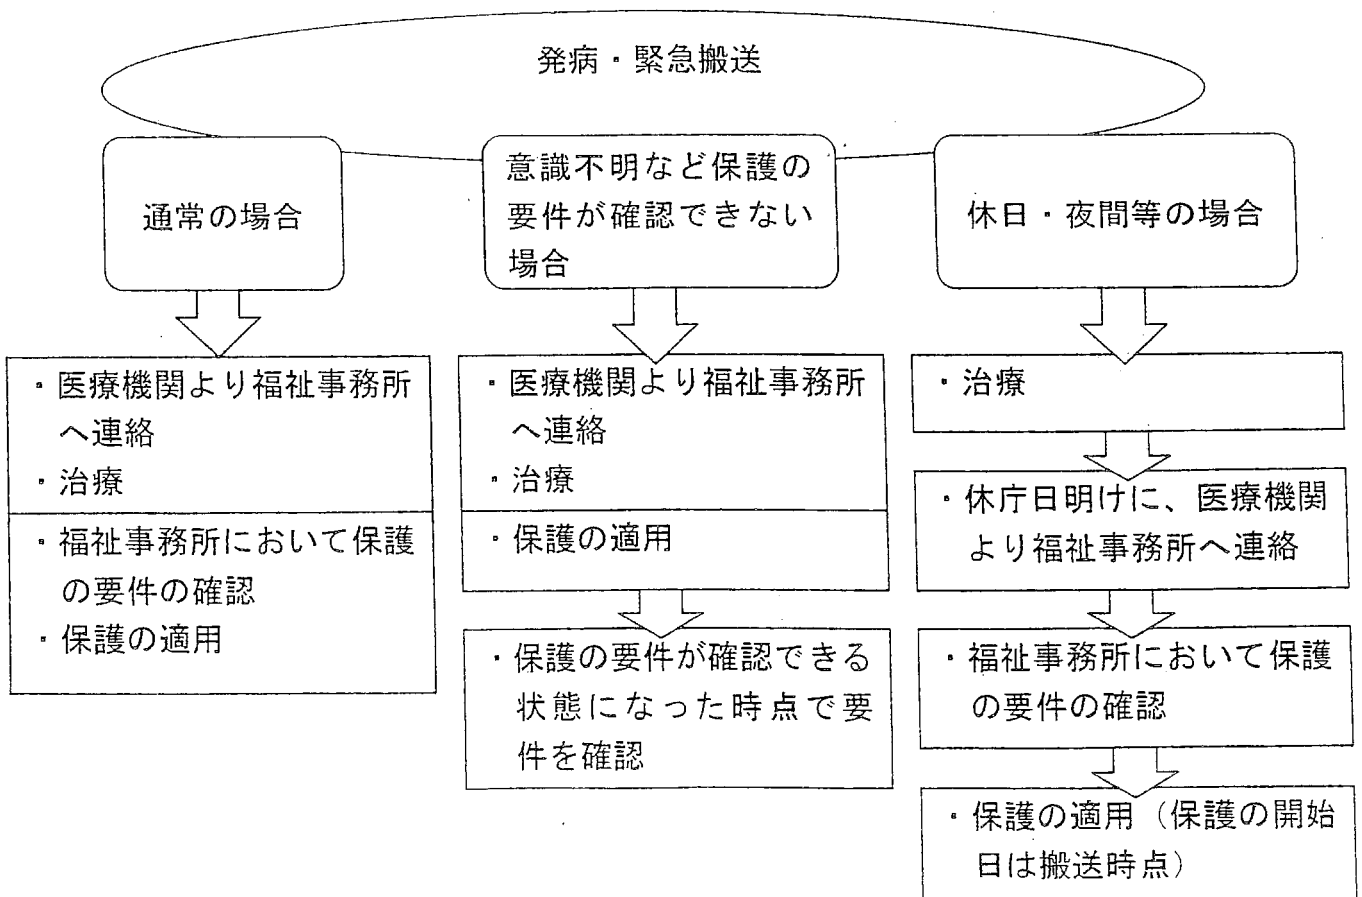 発病・緊急搬送
通常の場合
意識不明など保護の
要件が確認できない
場合
休日・夜間等の場合
・医療機関より福祉事務所
へ連絡
・治療
・福祉事務所において保護
の要件の確認
・保護の適用
・医療機関より福祉事務所
へ連絡
・治療
・保護の適用
・保護の要件が確認できる
状態になった時点で要
件を確認
・治療
・休庁日明けに、医療機関
より福祉事務所へ連絡
・福祉事務所において保護
の要件の確認
・保護の適用（保護の開始
日は搬送時点）